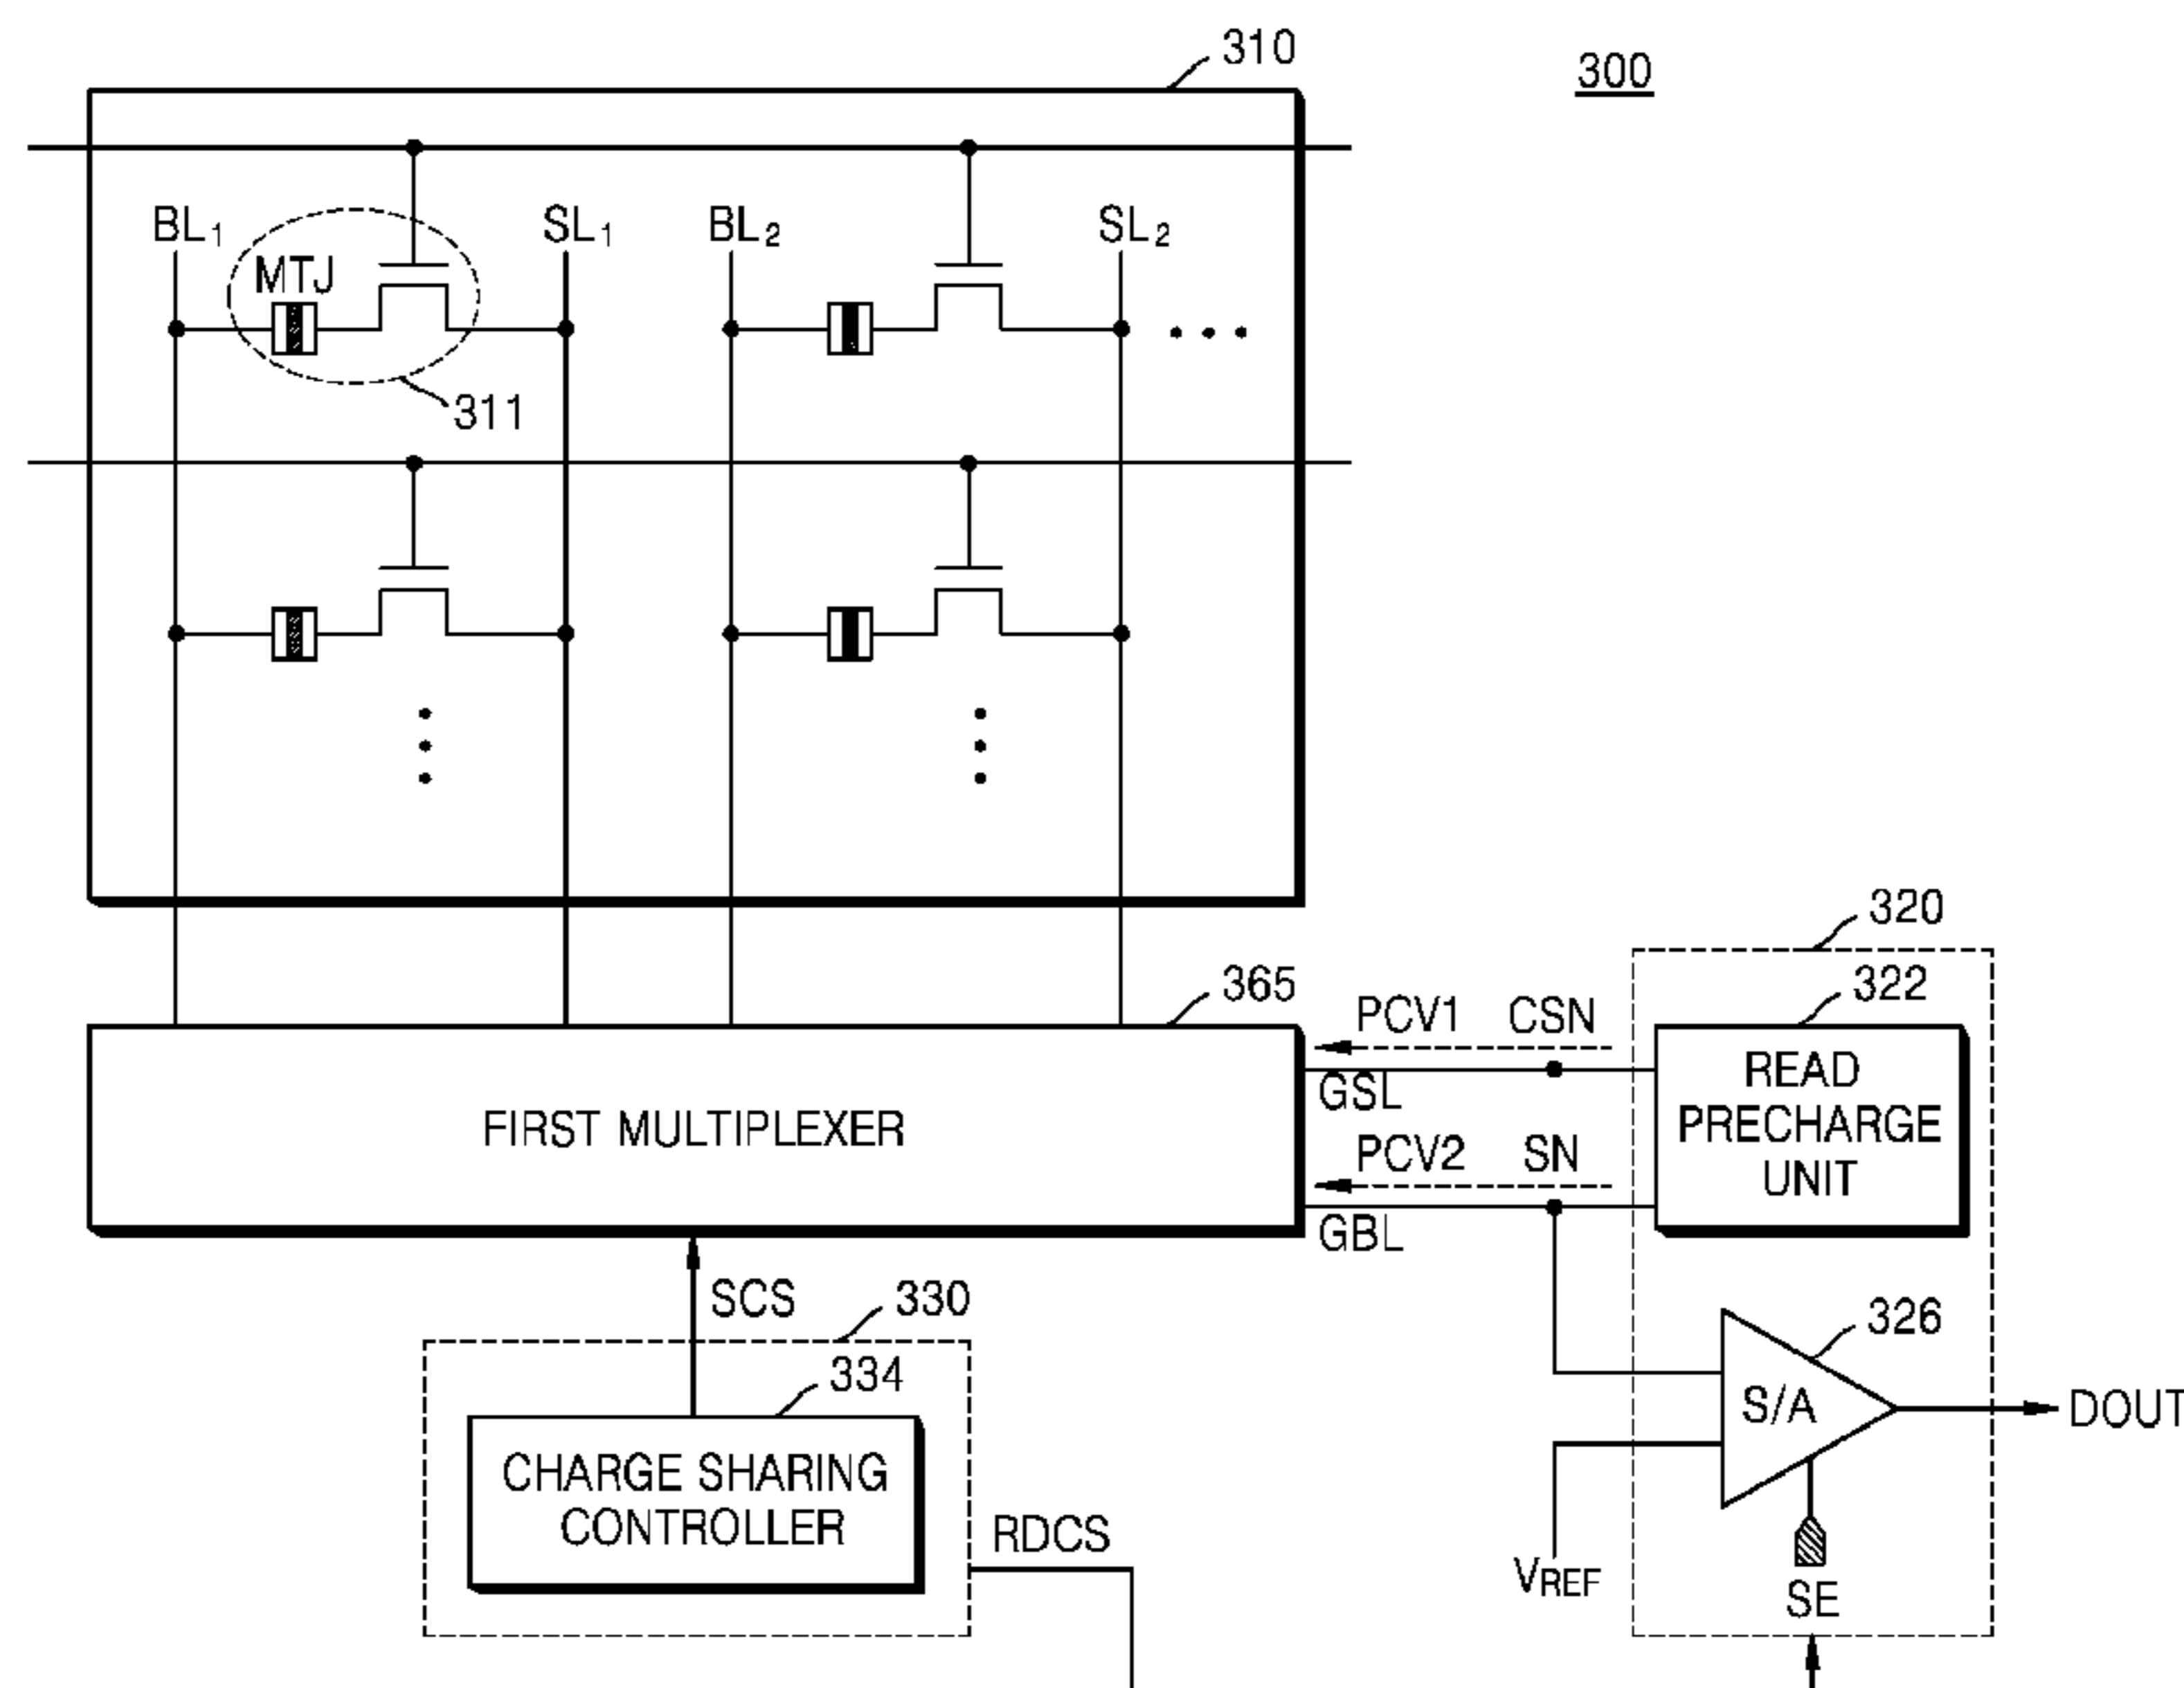 310
300
BL1 SL1 BL2 SL2
MTJ
311
320
365 PCV1 CSN 322
GSL
READ
PRECHARGE
UNIT
FIRST MULTIPLEXER
PCV2 SN
GBL
SCS 330
326
334
S/A
DOUT
CHARGE SHARING
CONTROLLER
RDCS
VREF
SE